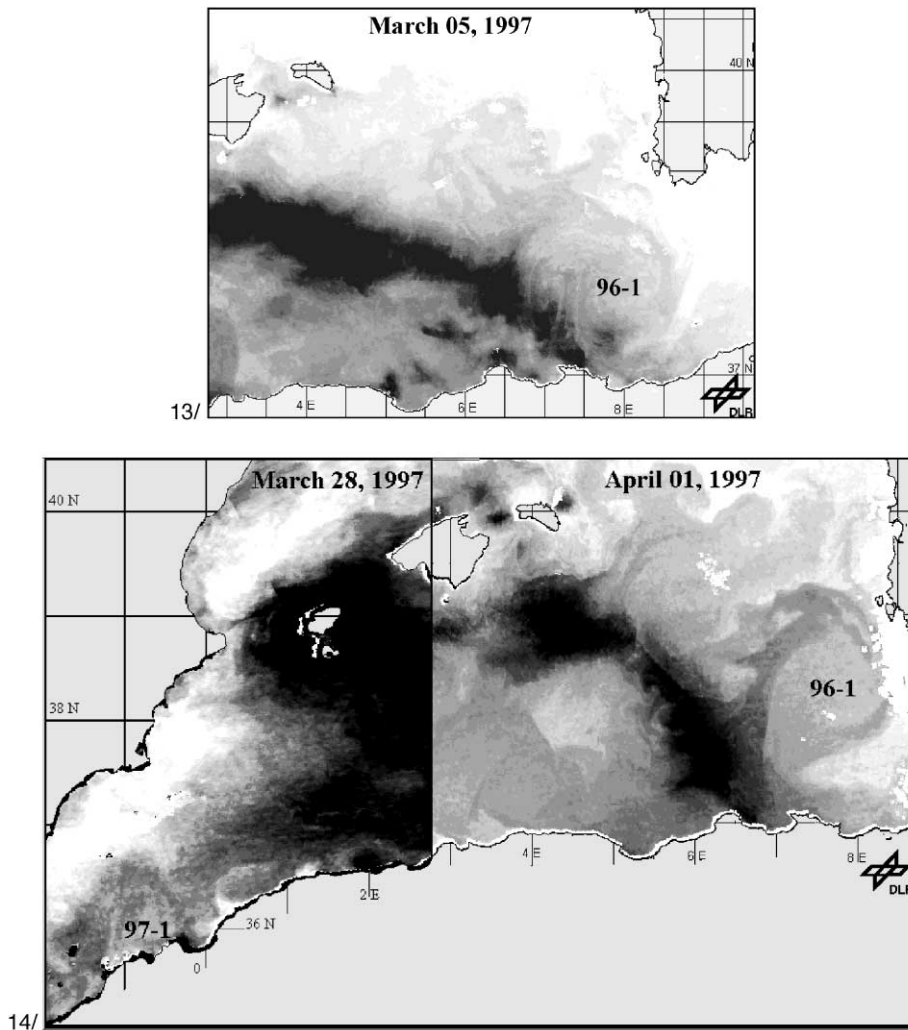 March 05, 1997
40 N
96-1
37 N
4 E
6 E
8 E
DLR
13/
March 28, 1997
April 01, 1997
40 N
96-1
38 N
4 E
6 E
8 E
DLR
2 E
97-1
36 N
0
14/